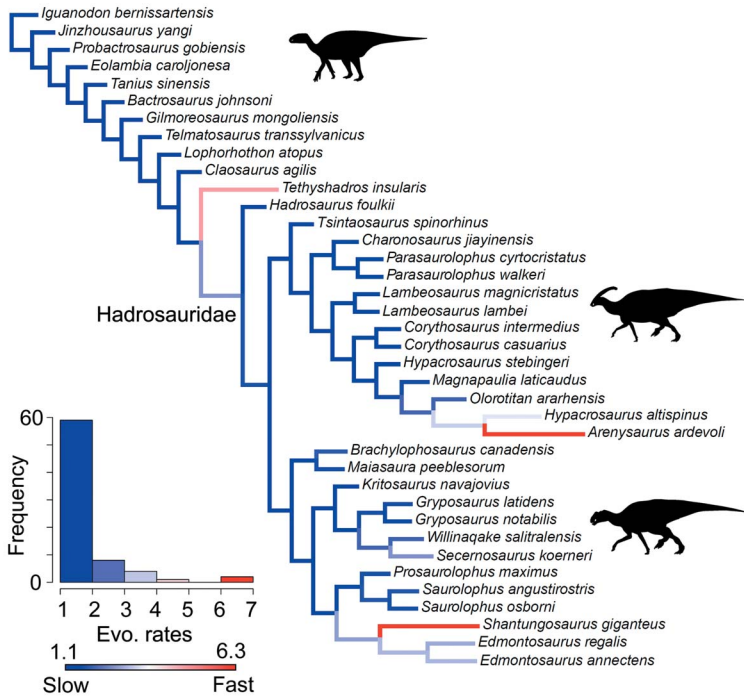 Iguanodon bernissartensis
Jinzhousaurus yangi
Probactrosaurus gobiensis
Eolambia caroljonesa
Tanius sinensis
Bactrosaurus johnsoni
Gilmoreosaurus mongoliensis
Telmatosaurus transsylvanicus
Lophorhothon atopus
Claosaurus agilis
Tethyshadros insularis
Hadrosaurus foulkii
Tsintaosaurus spinorhinus
Charonosaurus jiayinensis
Parasaurolophus cyrtocristatus
Parasaurolophus walkeri
Lambeosaurus magnicristatus
Lambeosaurus lambei
Hadrosauridae
Corythosaurus intermedius
Corythosaurus casuarius
Hypacrosaurus stebingeri
Magnapaulia laticaudus
Olorotitan ararhensis
Hypacrosaurus altispinus
Arenysaurus ardevoli
Brachylophosaurus canadensis
Maiasaura peeblesorum
Kritosaurus navajovius
Gryposaurus latidens
Gryposaurus notabilis
Willinaqake salitralensis
Secernosaurus koerneri
Prosaurolophus maximus
Saurolophus angustirostris
Saurolophus osborni
Shantungosaurus giganteus
Edmontosaurus regalis
Edmontosaurus annectens
60
Frequency
0
1 2 3 4 5 6 7
Evo. rates
1.1 6.3
Slow Fast